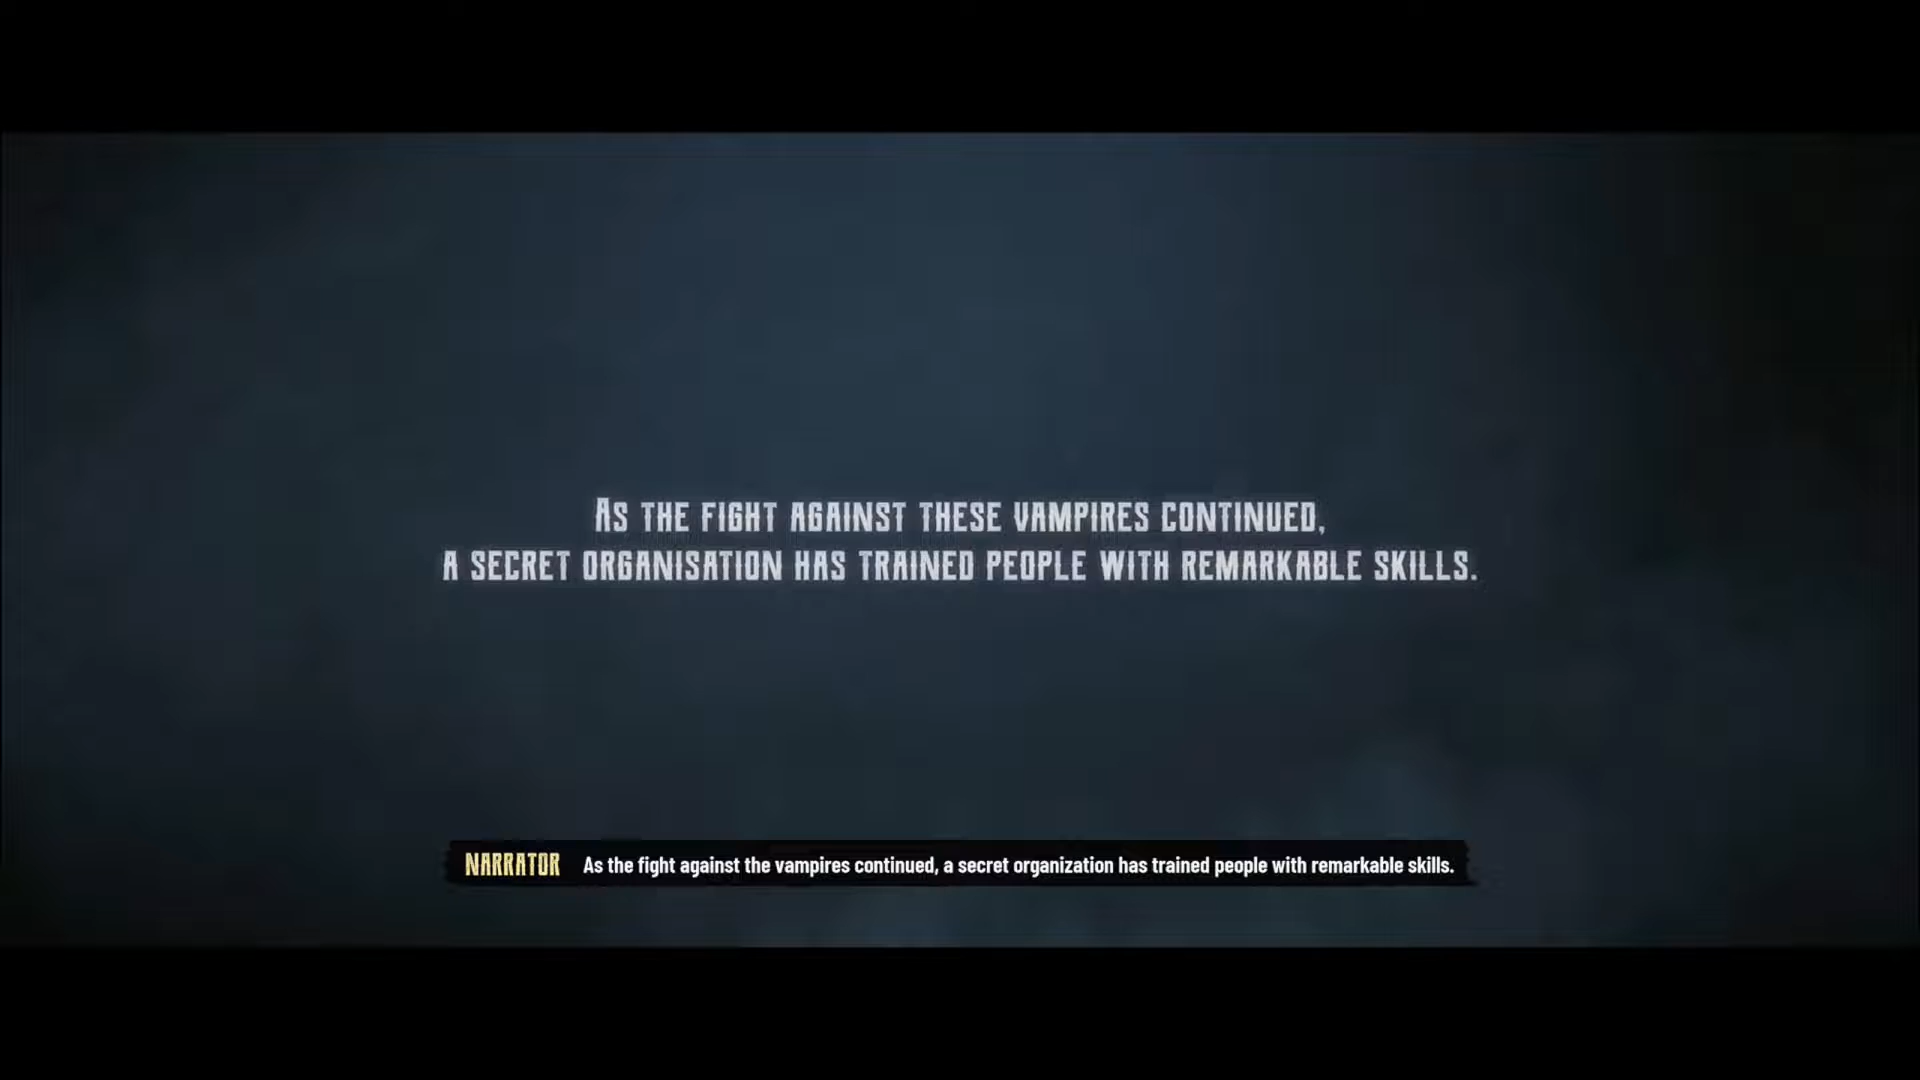 As the fight against these vampires continued,
a secret organisation has trained people with remarkable skills.
NARRATOR As the fight against the vampires continued, a secret organization has trained people with remarkable skills.